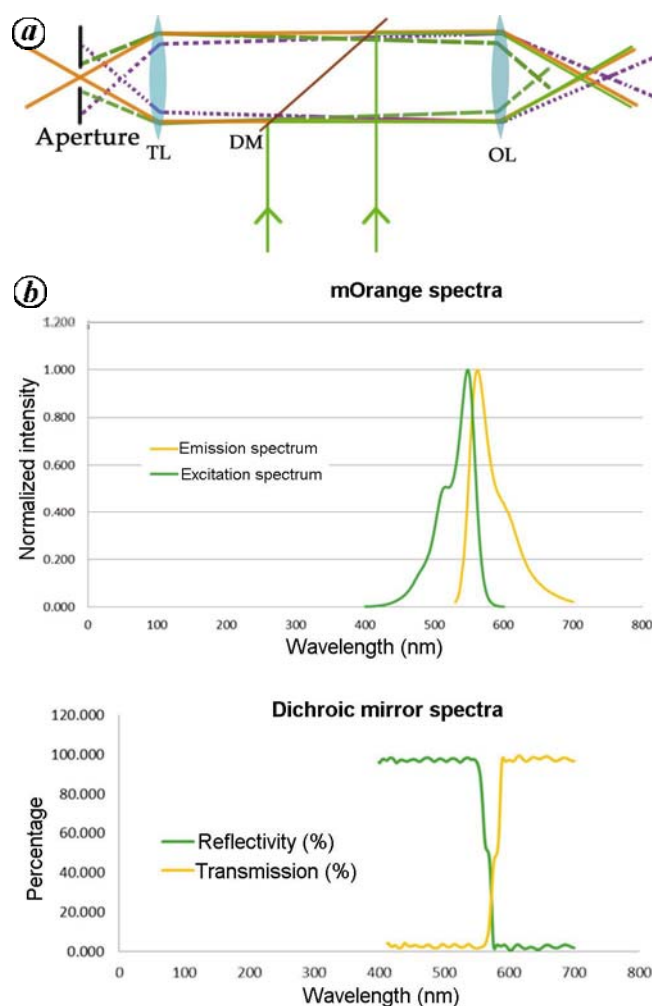 a
Aperture
TL
DM
OL
b
mOrange spectra
1.200
1.000
0.800
0.600
0.400
0.200
0.000
Normalized intensity
Emission spectrum
Excitation spectrum
0 100 200 300 400 500 600 700 800
Wavelength (nm)
Dichroic mirror spectra
120.000
100.000
80.000
60.000
40.000
20.000
0.000
Percentage
Reflectivity (%)
Transmission (%)
0 100 200 300 400 500 600 700 800
Wavelength (nm)